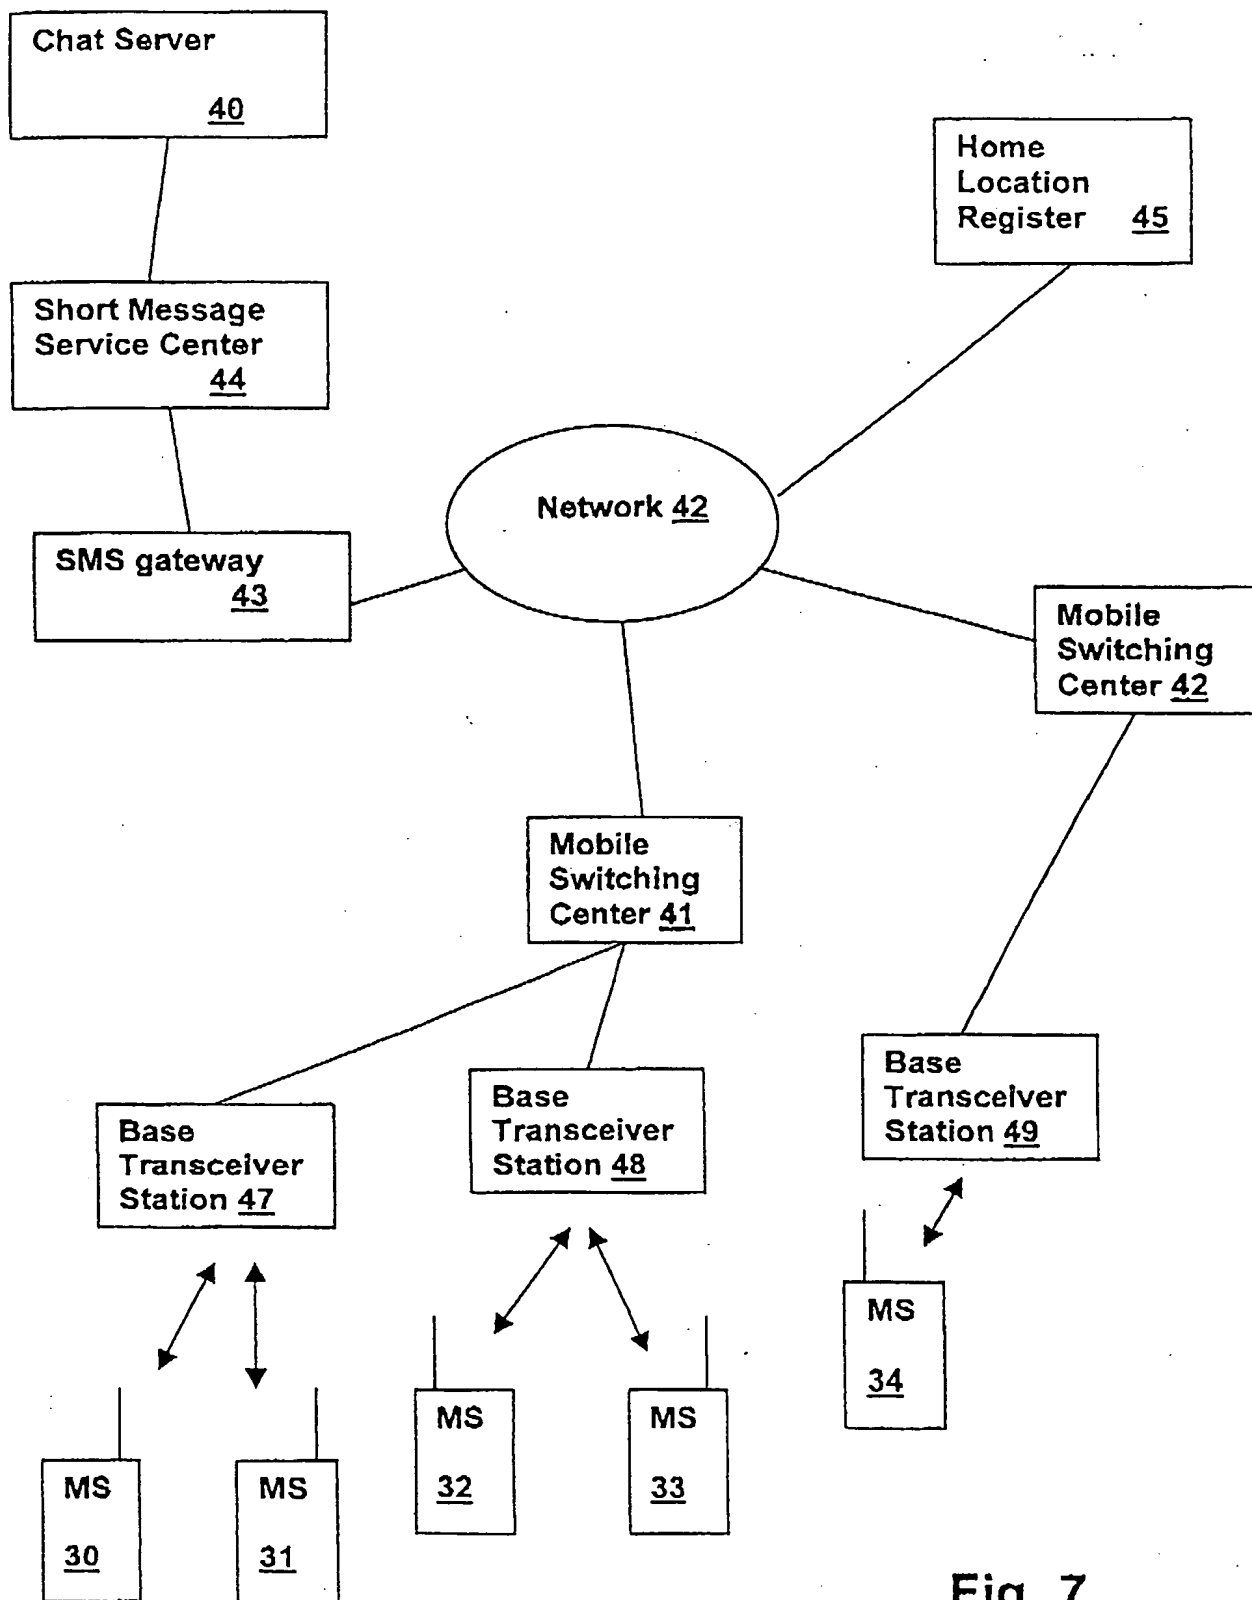 Chat Server
40
Home
Location
Register 45
Short Message
Service Center
44
Network 42
SMS gateway
43
Mobile
Switching
Center 42
Mobile
Switching
Center 41
Base
Transceiver
Station 49
Base
Transceiver
Station 48
Base
Transceiver
Station 47
MS
34
MS
32
MS
33
MS
30
MS
31
Fig. 7